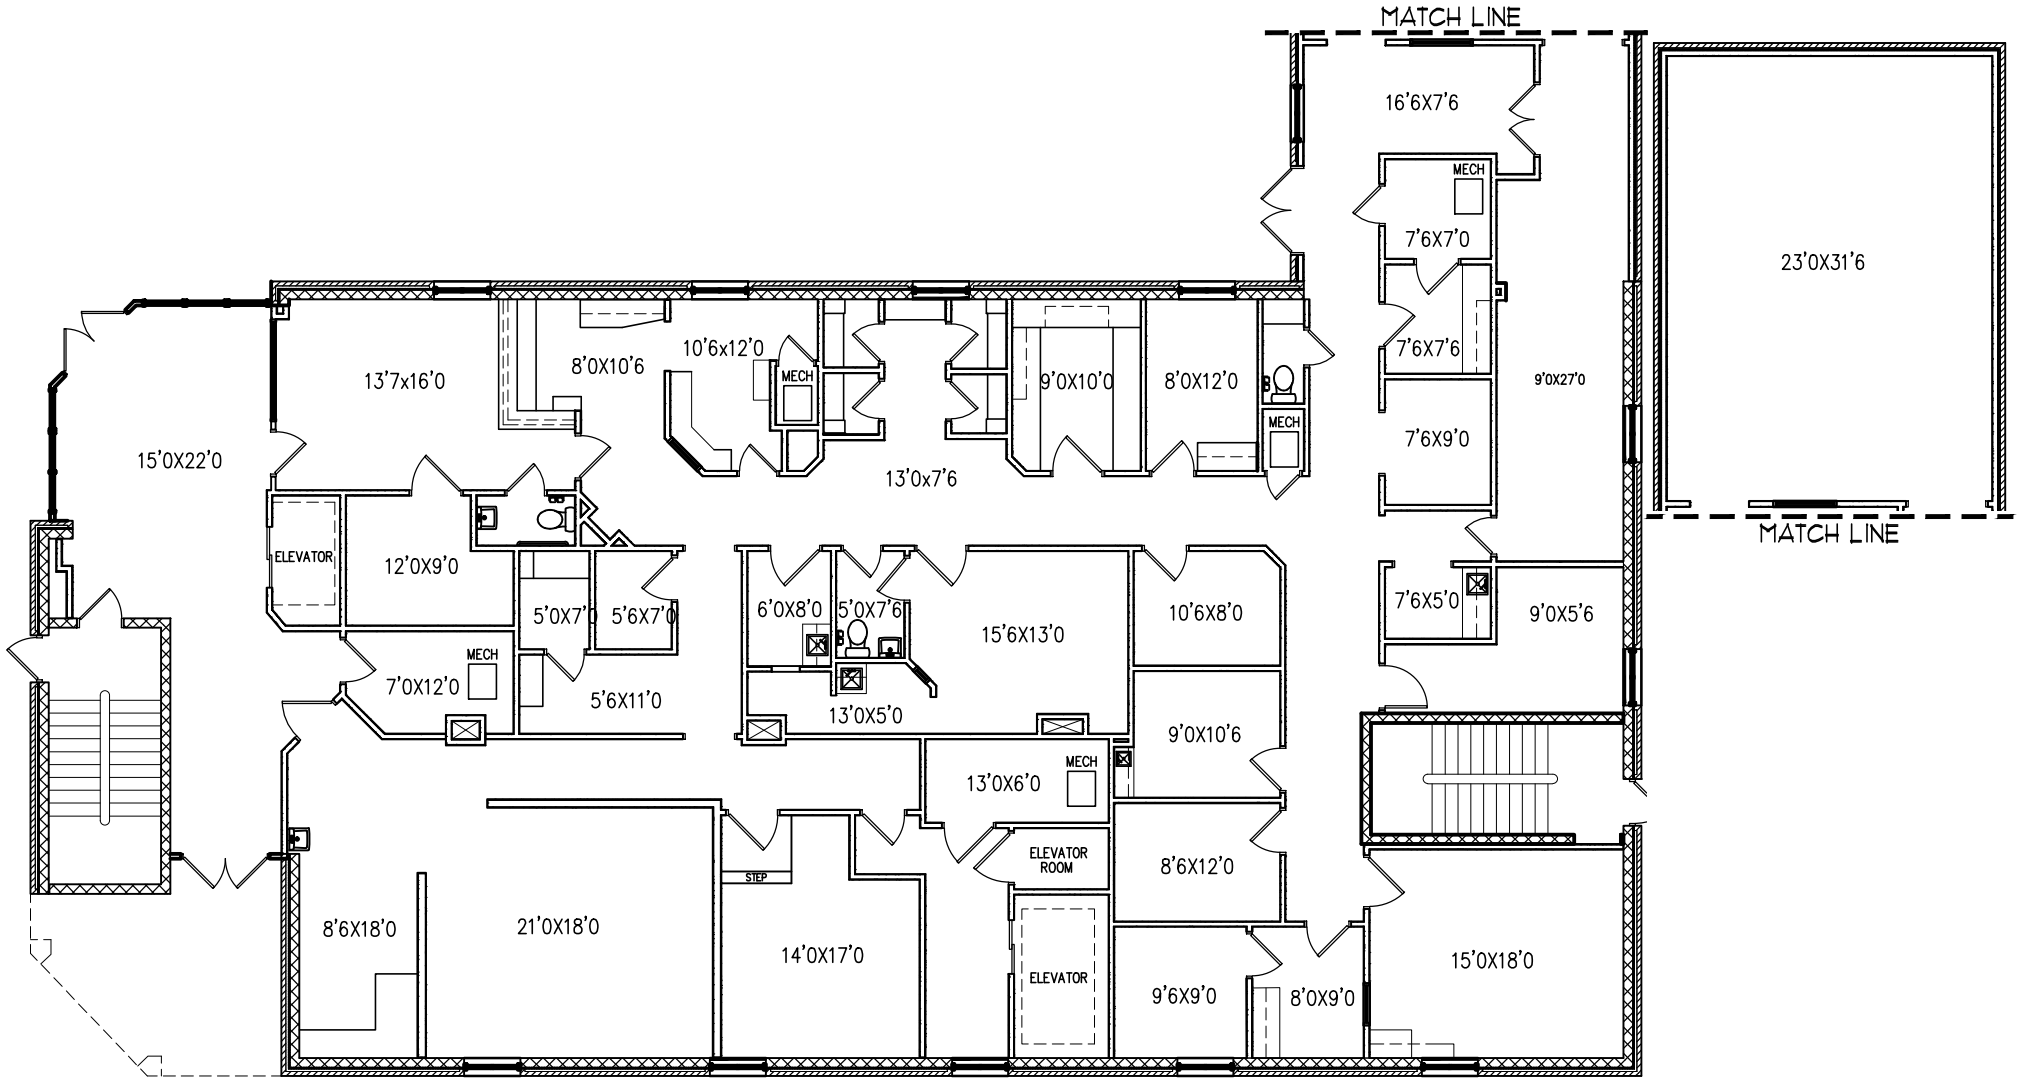 MATCH LINE
16'6X7'6
MECH
7'6X7'0
23'0X31'6
10'6x12'0
8'0X10'6
7'6X7'6
13'7x16'0
MECH
9'0X10'0
8'0X12'0
9'0X27'0
MECH
7'6X9'0
15'0X22'0
13'0x7'6
MATCH LINE
ELEVATOR
12'0X9'0
5'0X7'0
5'6X7'0
6'0X8'0
5'0X7'6
10'6X8'0
7'6X5'0
9'0X5'6
15'6X13'0
MECH
7'0X12'0
5'6X11'0
13'0X5'0
9'0X10'6
MECH
13'0X6'0
ELEVATOR
ROOM
8'6X12'0
STEP
8'6X18'0
21'0X18'0
14'0X17'0
15'0X18'0
ELEVATOR
9'6X9'0
8'0X9'0